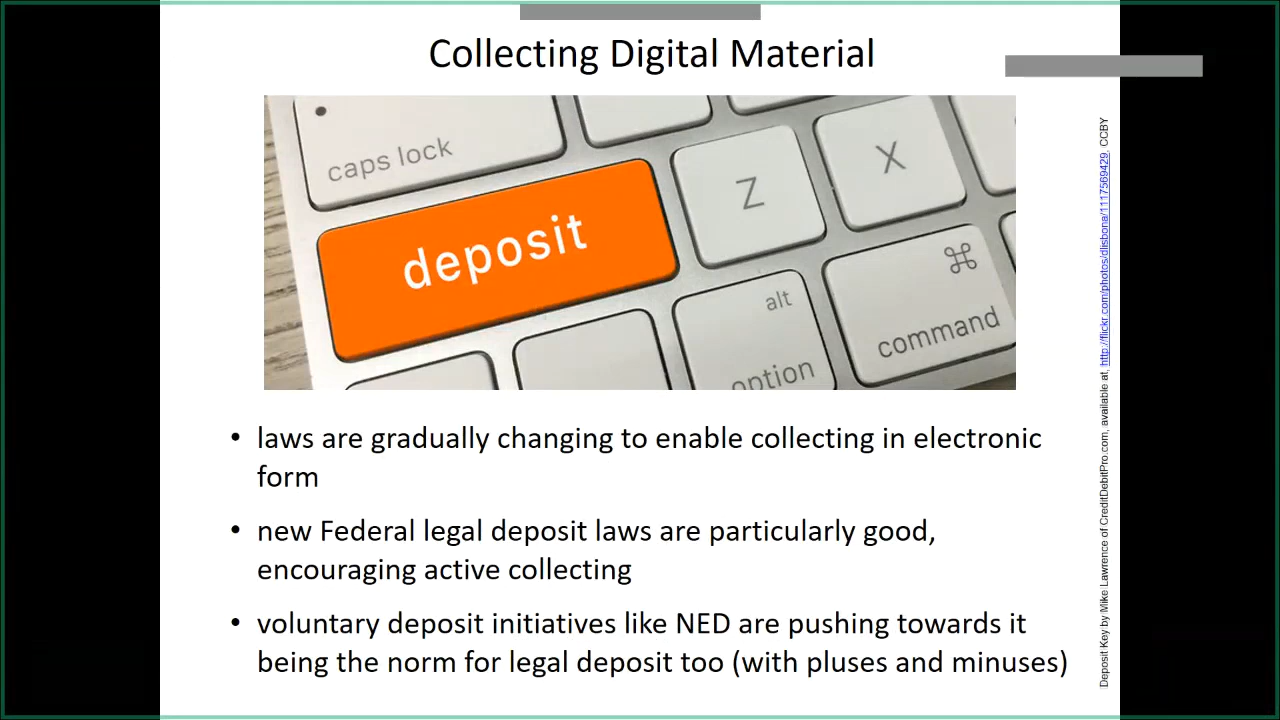 Collecting Digital Material
caps lock
deposit
Z
X
alt
option
⌘
command
• laws are gradually changing to enable collecting in electronic
form
• new Federal legal deposit laws are particularly good,
encouraging active collecting
• voluntary deposit initiatives like NED are pushing towards it
being the norm for legal deposit too (with pluses and minuses)
Deposit Key by Mike Lawrence of CreditDebitPro.com, available at, http://flickr.com/photos/dlisbona/1117569429, CCBY